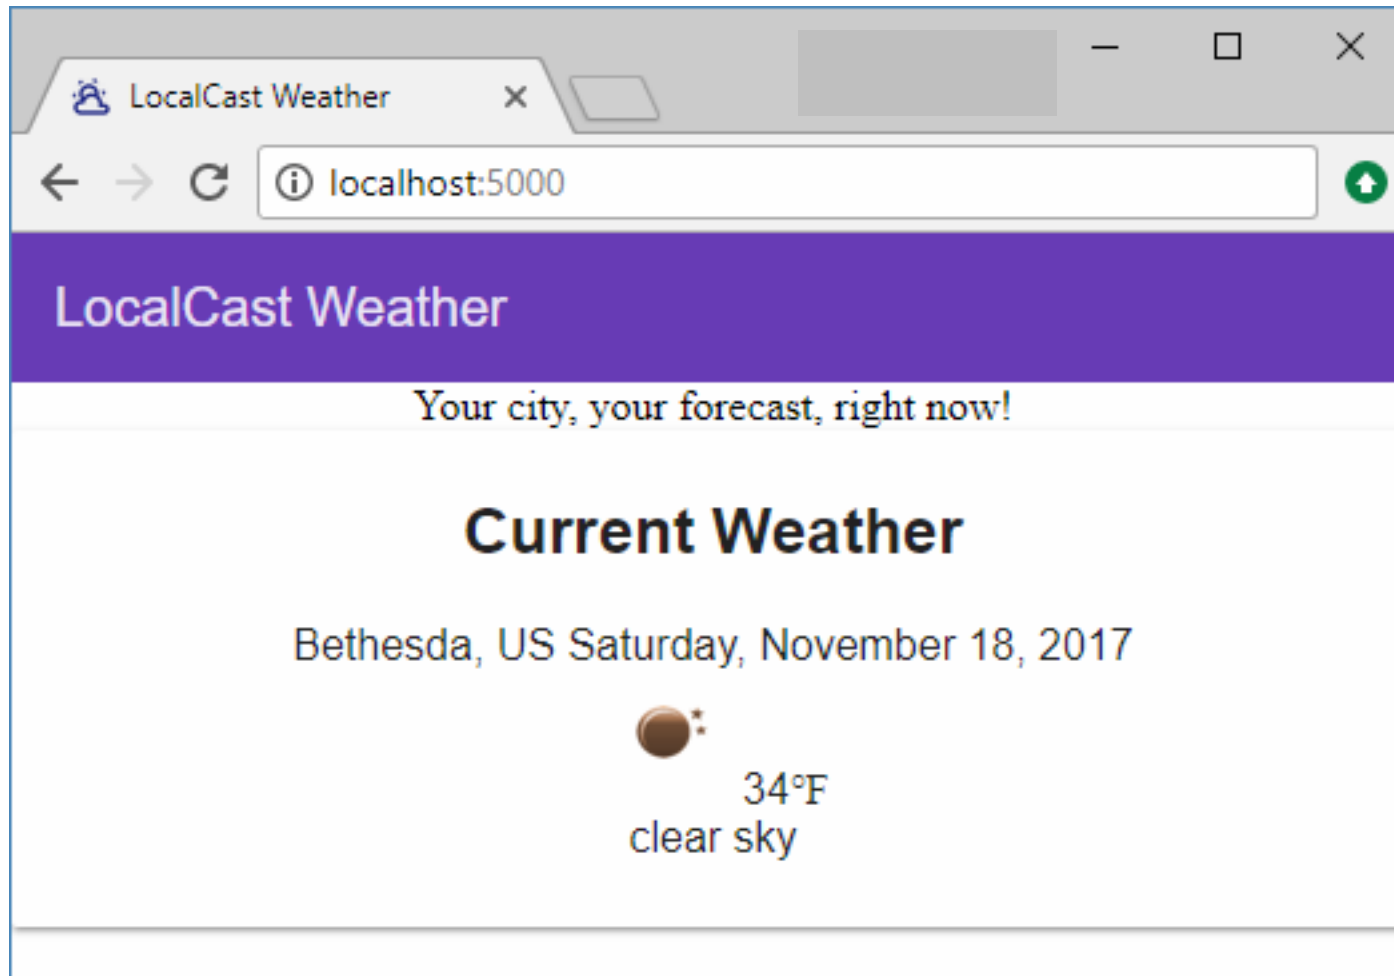 LocalCast Weather
localhost:5000
LocalCast Weather
Your city, your forecast, right now!
Current Weather
Bethesda, US Saturday, November 18, 2017
34℉
clear sky